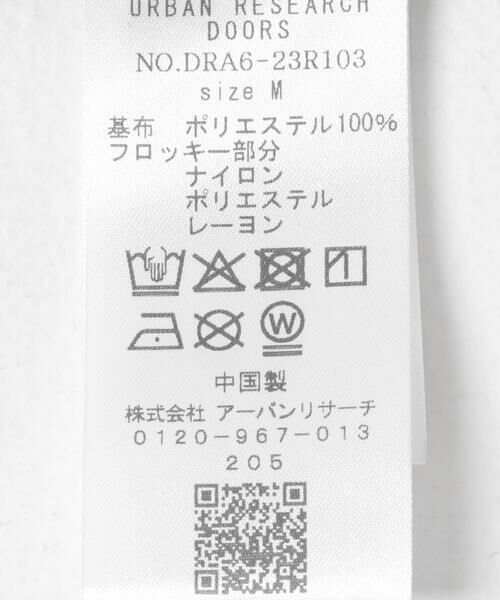 URBAN RESEARCH
DOORS
NO.DRA6-23R103
size M
基布 ポリエステル100%
フロッキー部分
ナイロン
ポリエステル
レーヨン
W
中国製
株式会社 アーバンリサーチ
0120-967-013
205